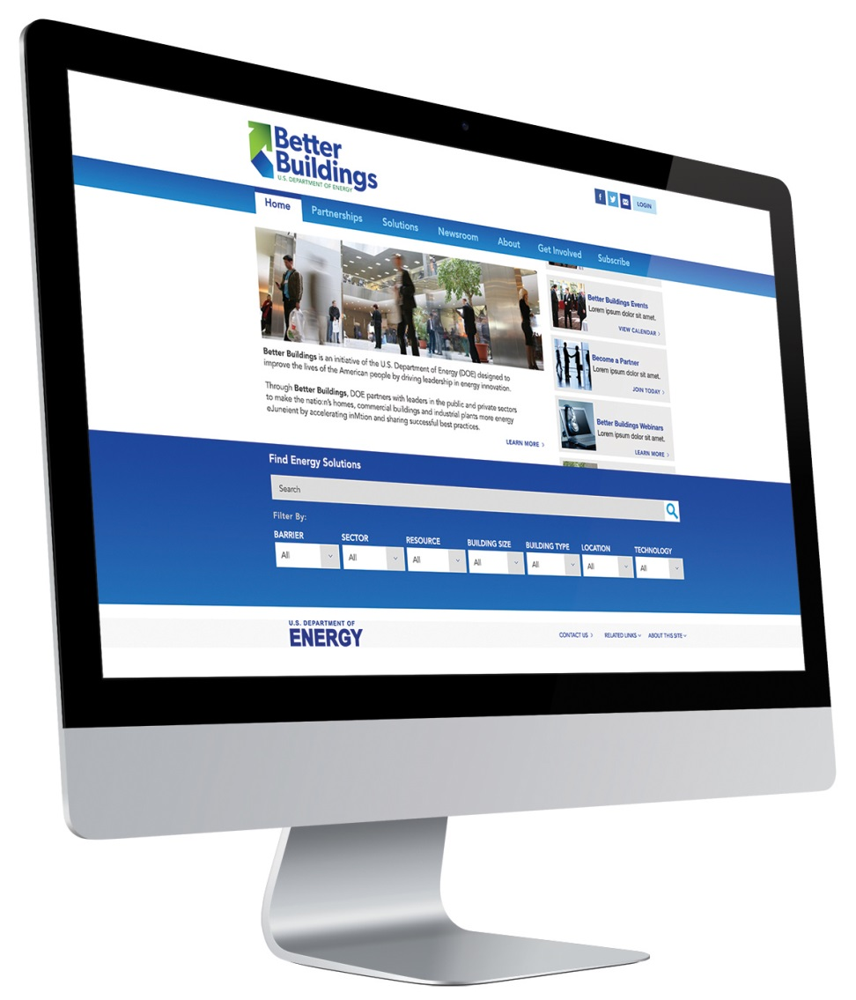 Better
Buildings
U.S. DEPARTMENT OF ENERGY
f
LOGIN
Home Partnerships Solutions Newsroom About Get Involved Subscribe
Better Buildings is an initiative of the U.S. Department of Energy (DOE) designed to
improve the lives of the American people by driving leadership in energy innovation.
Through Better Buildings, DOE partners with leaders in the public and private sectors
to make the natio:n's homes, commercial buildings and industrial plants more energy
eJuneient by accelerating inMtion and sharing successful best practices.
LEARN MORE >
Better Buildings Events
Lorem ipsum dolor sit amet.
VIEW CALENDAR >
Become a Partner
Lorem ipsum dolor sit amet.
JOIN TODAY >
Better Buildings Webinars
Lorem ipsum dolor sit amet.
LEARN MORE >
Find Energy Solutions
Search
Filter By:
BARRIER SECTOR RESOURCE BUILDING SIZE BUILDING TYPE LOCATION TECHNOLOGY
All All All All All All All
U.S. DEPARTMENT OF
ENERGY
CONTACT US > RELATED LINKS ABOUT THIS SITE